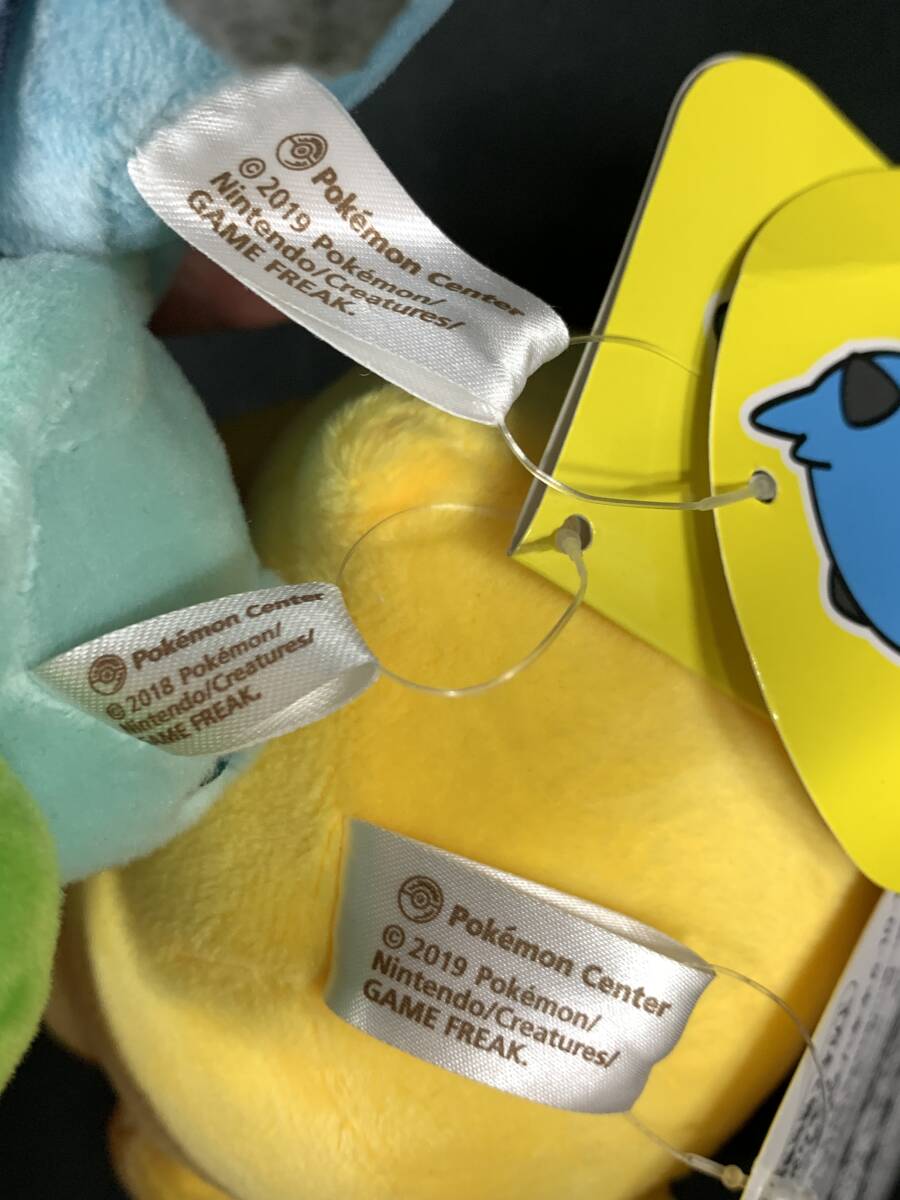 Pokémon Center
© 2019 Pokémon/
Nintendo/Creatures/
GAME FREAK.
Pokémon Center
© 2018 Pokémon/
Nintendo/Creatures/
GAME FREAK.
Pokémon Center
© 2019 Pokémon/
Nintendo/Creatures/
GAME FREAK.